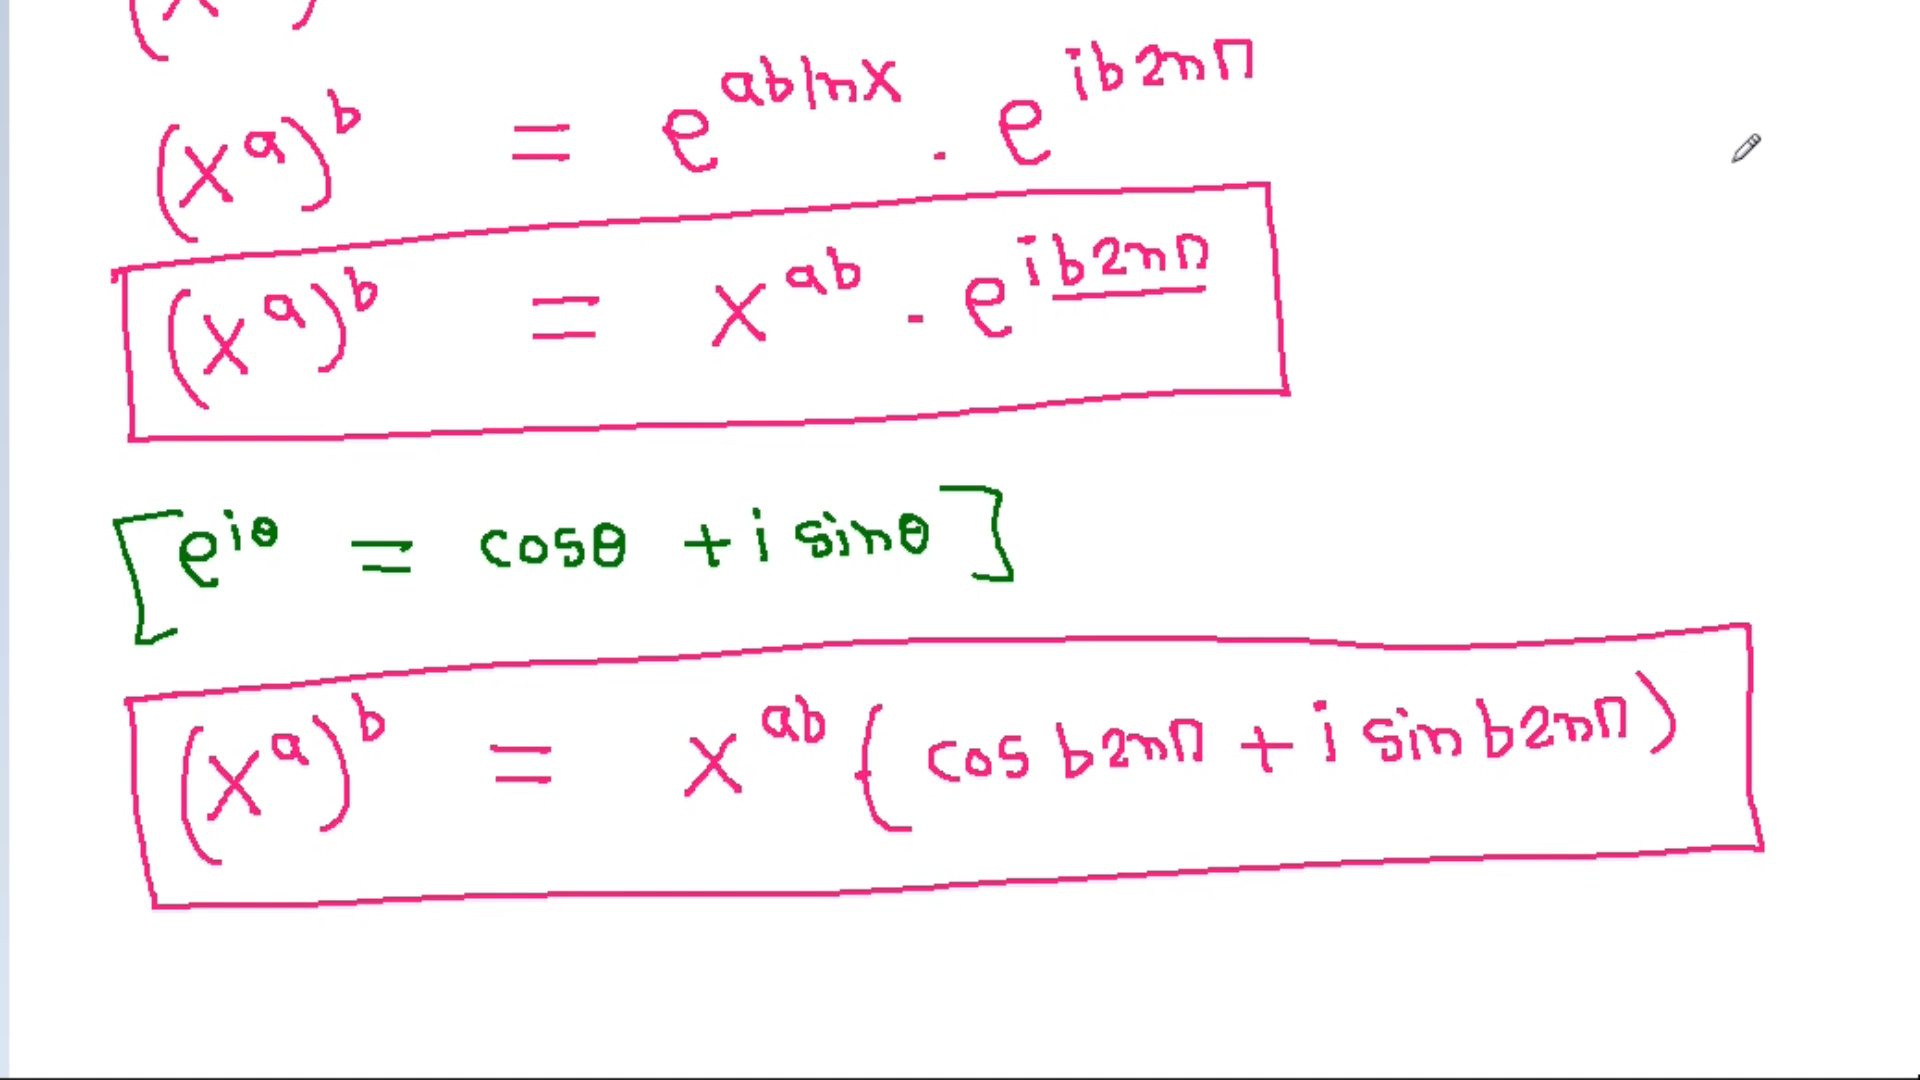 (x
(x^a)^b = e^{ab ln x} . e^{ib2nπ}
(x^a)^b = x^{ab} . e^{ib2nπ}
[e^{iθ} = cosθ + i sinθ]
(x^a)^b = x^{ab} (cos b2nπ + i sin b2nπ)